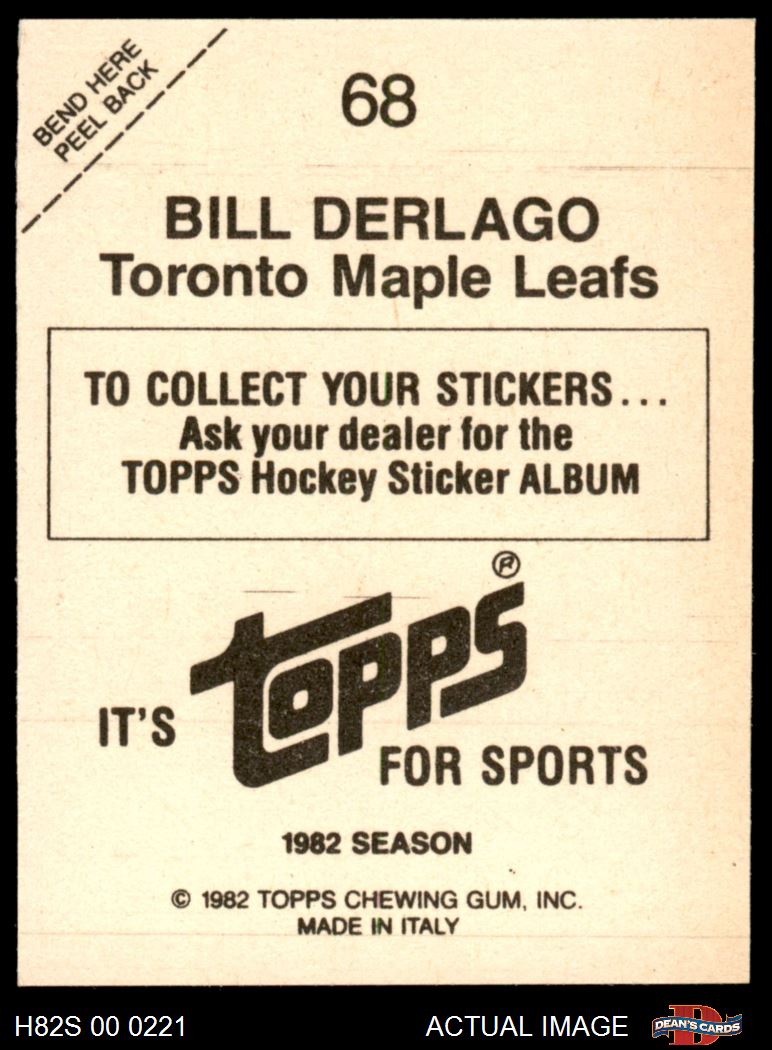 BEND HERE
PEEL BACK
68
BILL DERLAGO
Toronto Maple Leafs
TO COLLECT YOUR STICKERS...
Ask your dealer for the
TOPPS Hockey Sticker ALBUM
IT'S topps® FOR SPORTS
1982 SEASON
© 1982 TOPPS CHEWING GUM, INC.
MADE IN ITALY
H82S 00 0221 ACTUAL IMAGE D DEAN'S CARDS